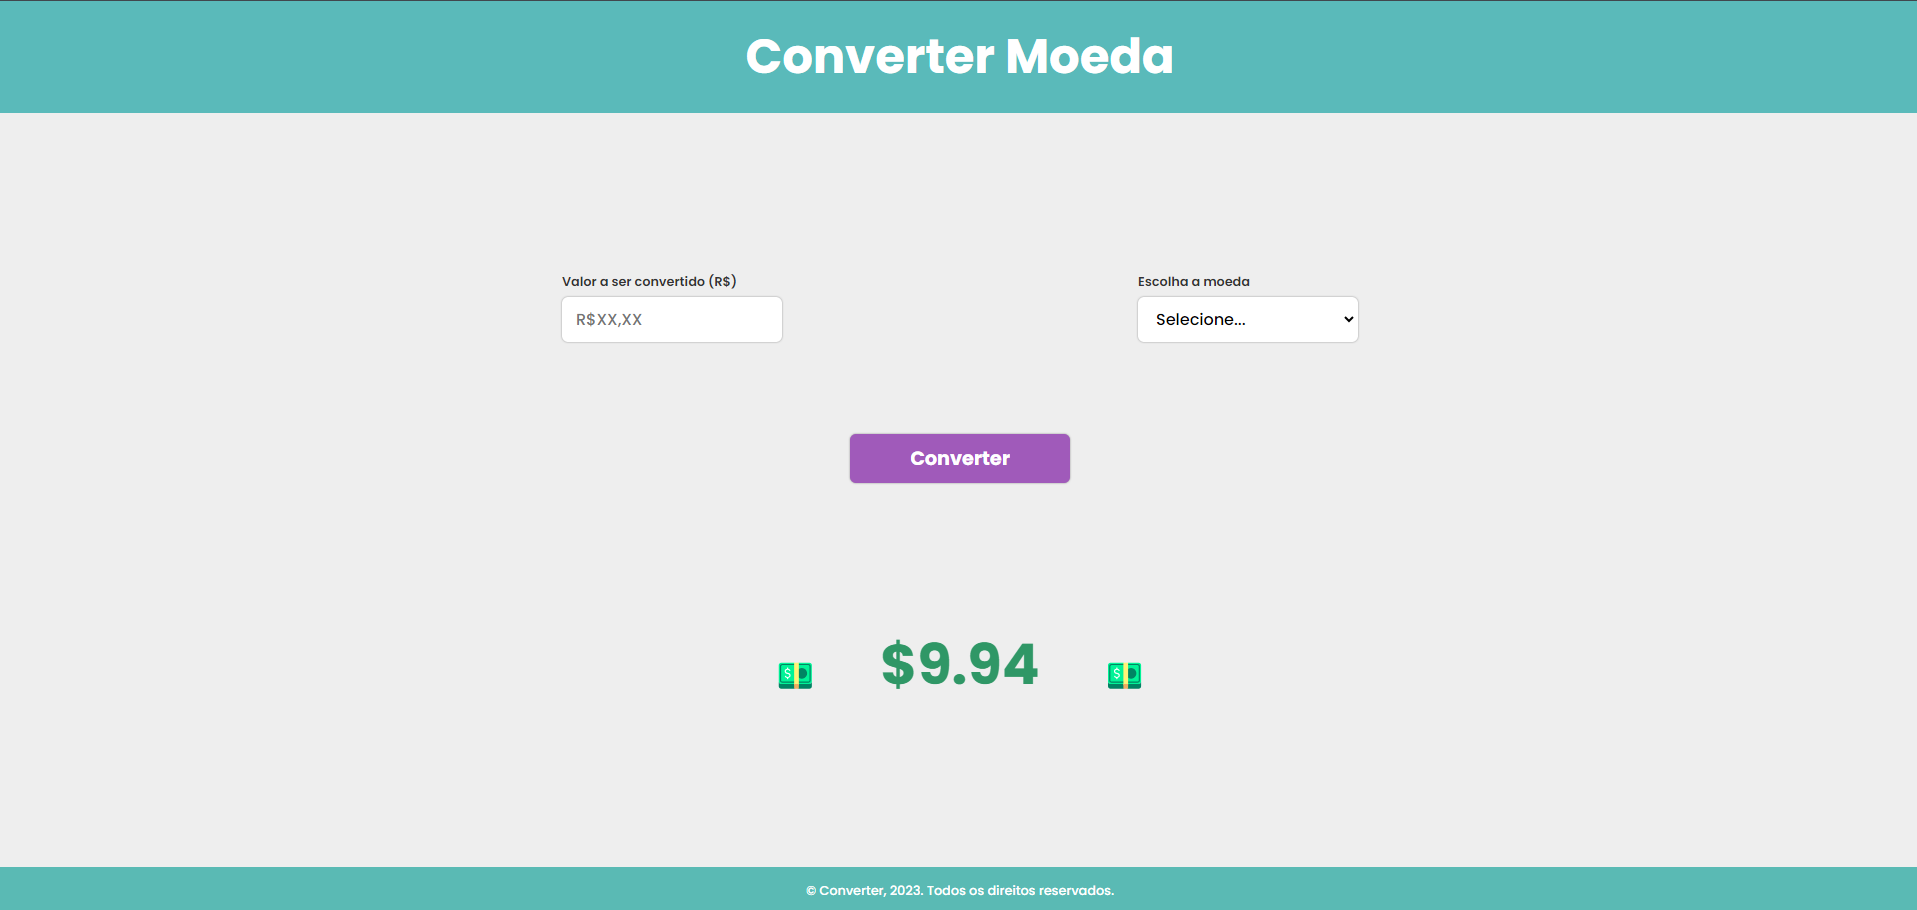 Converter Moeda
Valor a ser convertido (R$)
Escolha a moeda
R$XX,XX
Selecione...
Converter
$9.94
© Converter, 2023. Todos os direitos reservados.